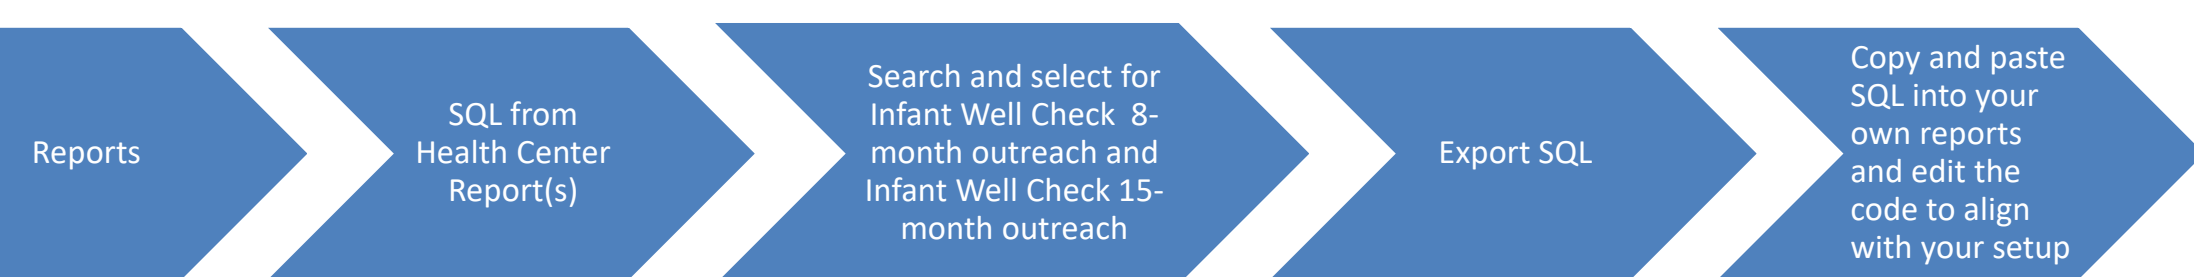 Reports
SQL from
Health Center
Report(s)
Search and select for
Infant Well Check  8-
month outreach and
Infant Well Check 15-
month outreach
Export SQL
Copy and paste
SQL into your
own reports
and edit the
code to align
with your setup